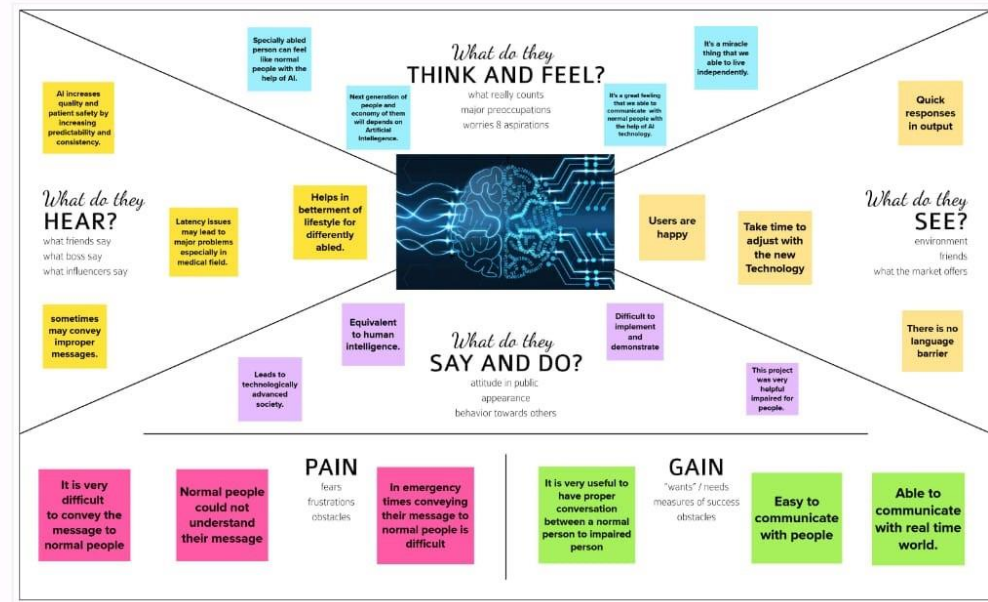 Specially abled
person can feel
like normal
people with the
help of AI.
What do they
THINK AND FEEL?
what really counts
major preoccupations
worries & aspirations
It's a miracle
thing that we
able to live
independently.
Next generation of
people and
economy of them
will depends on
Artificial
Intellegence.
It's a great feeling
that we able to
communicate with
normal people with
the help of AI
technology.
AI increases
quality and
patient safety by
increasing
predictability and
consistency.
What do they
HEAR?
what friends say
what boss say
what influencers say
Latency issues
may lead to
major problems
especially in
medical field.
Helps in
betterment of
lifestyle for
differently
abled.
sometimes
may convey
improper
messages.
Quick
responses
in output
Users are
happy
Take time to
adjust with
the new
Technology
What do they
SEE?
environment
friends
what the market offers
There is no
language
barrier
Equivalent
to human
intelligence.
Leads to
technologically
advanced
society.
What do they
SAY AND DO?
attitude in public
appearance
behavior towards others
Difficult to
implement
and
demonstrate
This project
was very
helpful
impaired for
people.
It is very
difficult
to convey the
message to
normal people
Normal people
could not
understand
their message
PAIN
fears
frustrations
obstacles
In emergency
times conveying
their message to
normal people is
difficult
It is very useful to
have proper
conversation
between a normal
person to impaired
person
GAIN
"wants" / needs
measures of success
obstacles
Easy to
communicate
with people
Able to
communicate
with real time
world.